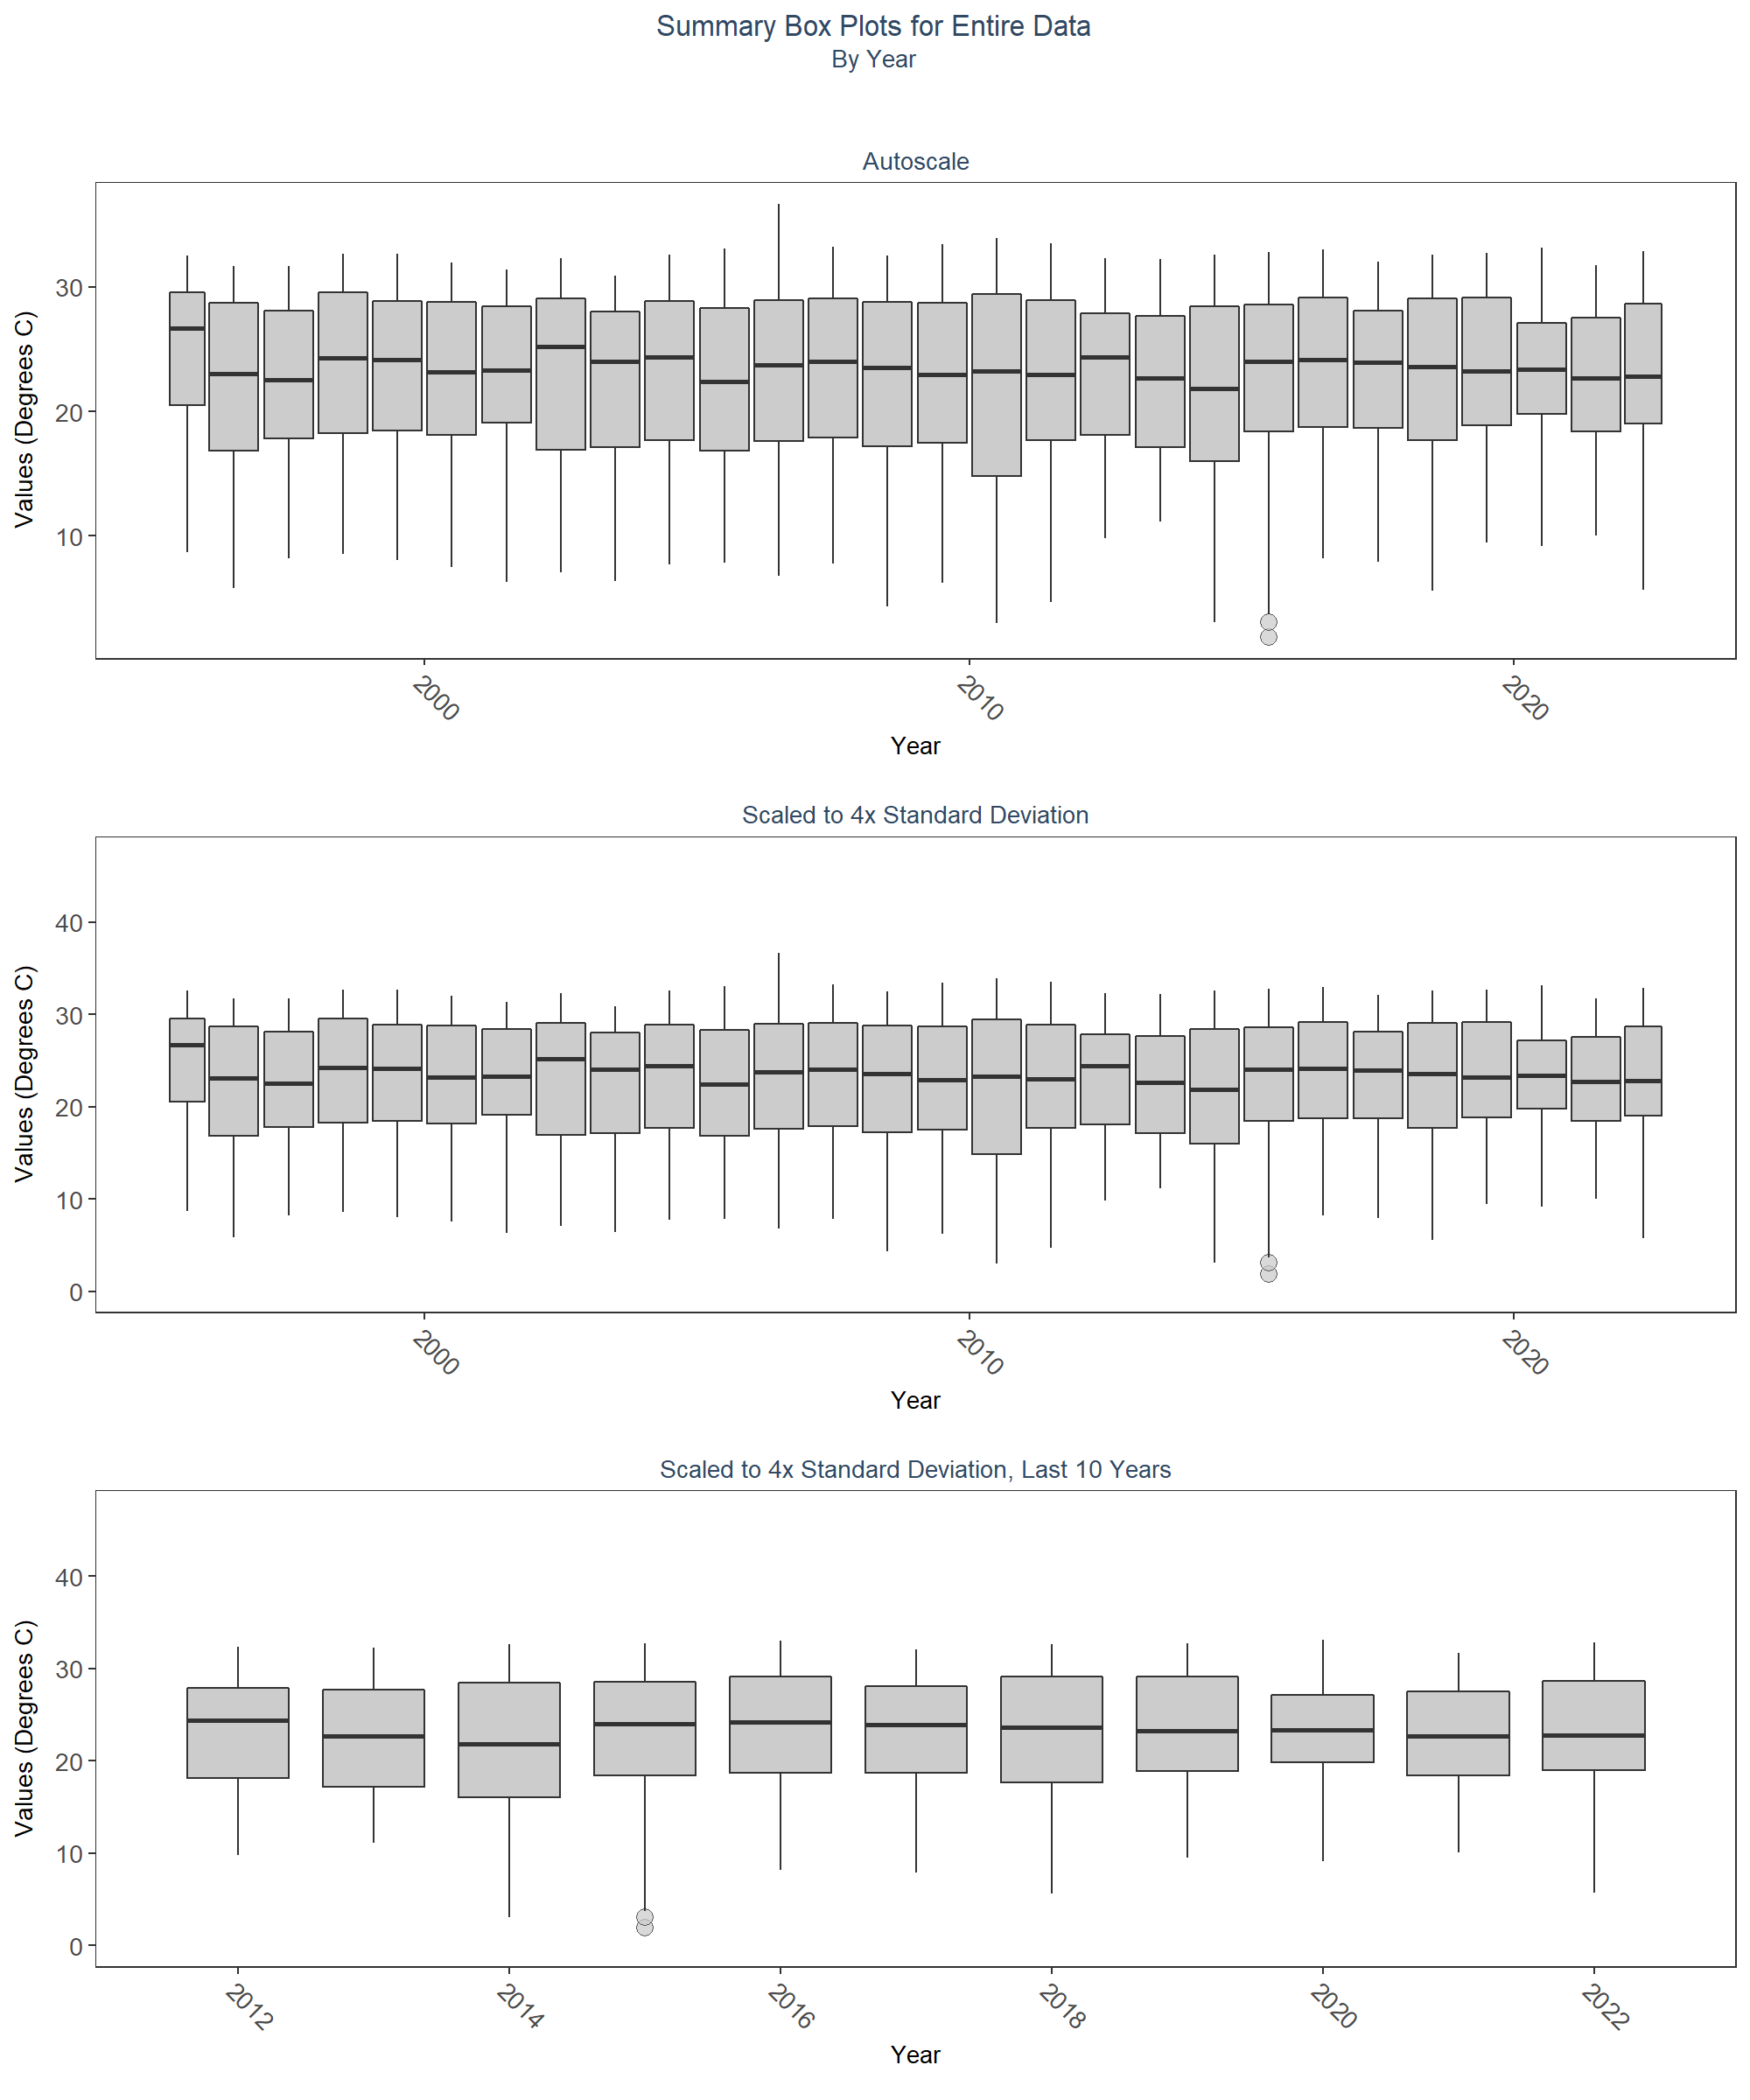 Summary Box Plots for Entire Data
By Year
Autoscale
Values (Degrees C)
30
20
10
2000
2010
2020
Year
Scaled to 4x Standard Deviation
Values (Degrees C)
40
30
20
10
0
2000
2010
2020
Year
Scaled to 4x Standard Deviation, Last 10 Years
Values (Degrees C)
40
30
20
10
0
2012
2014
2016
2018
2020
2022
Year